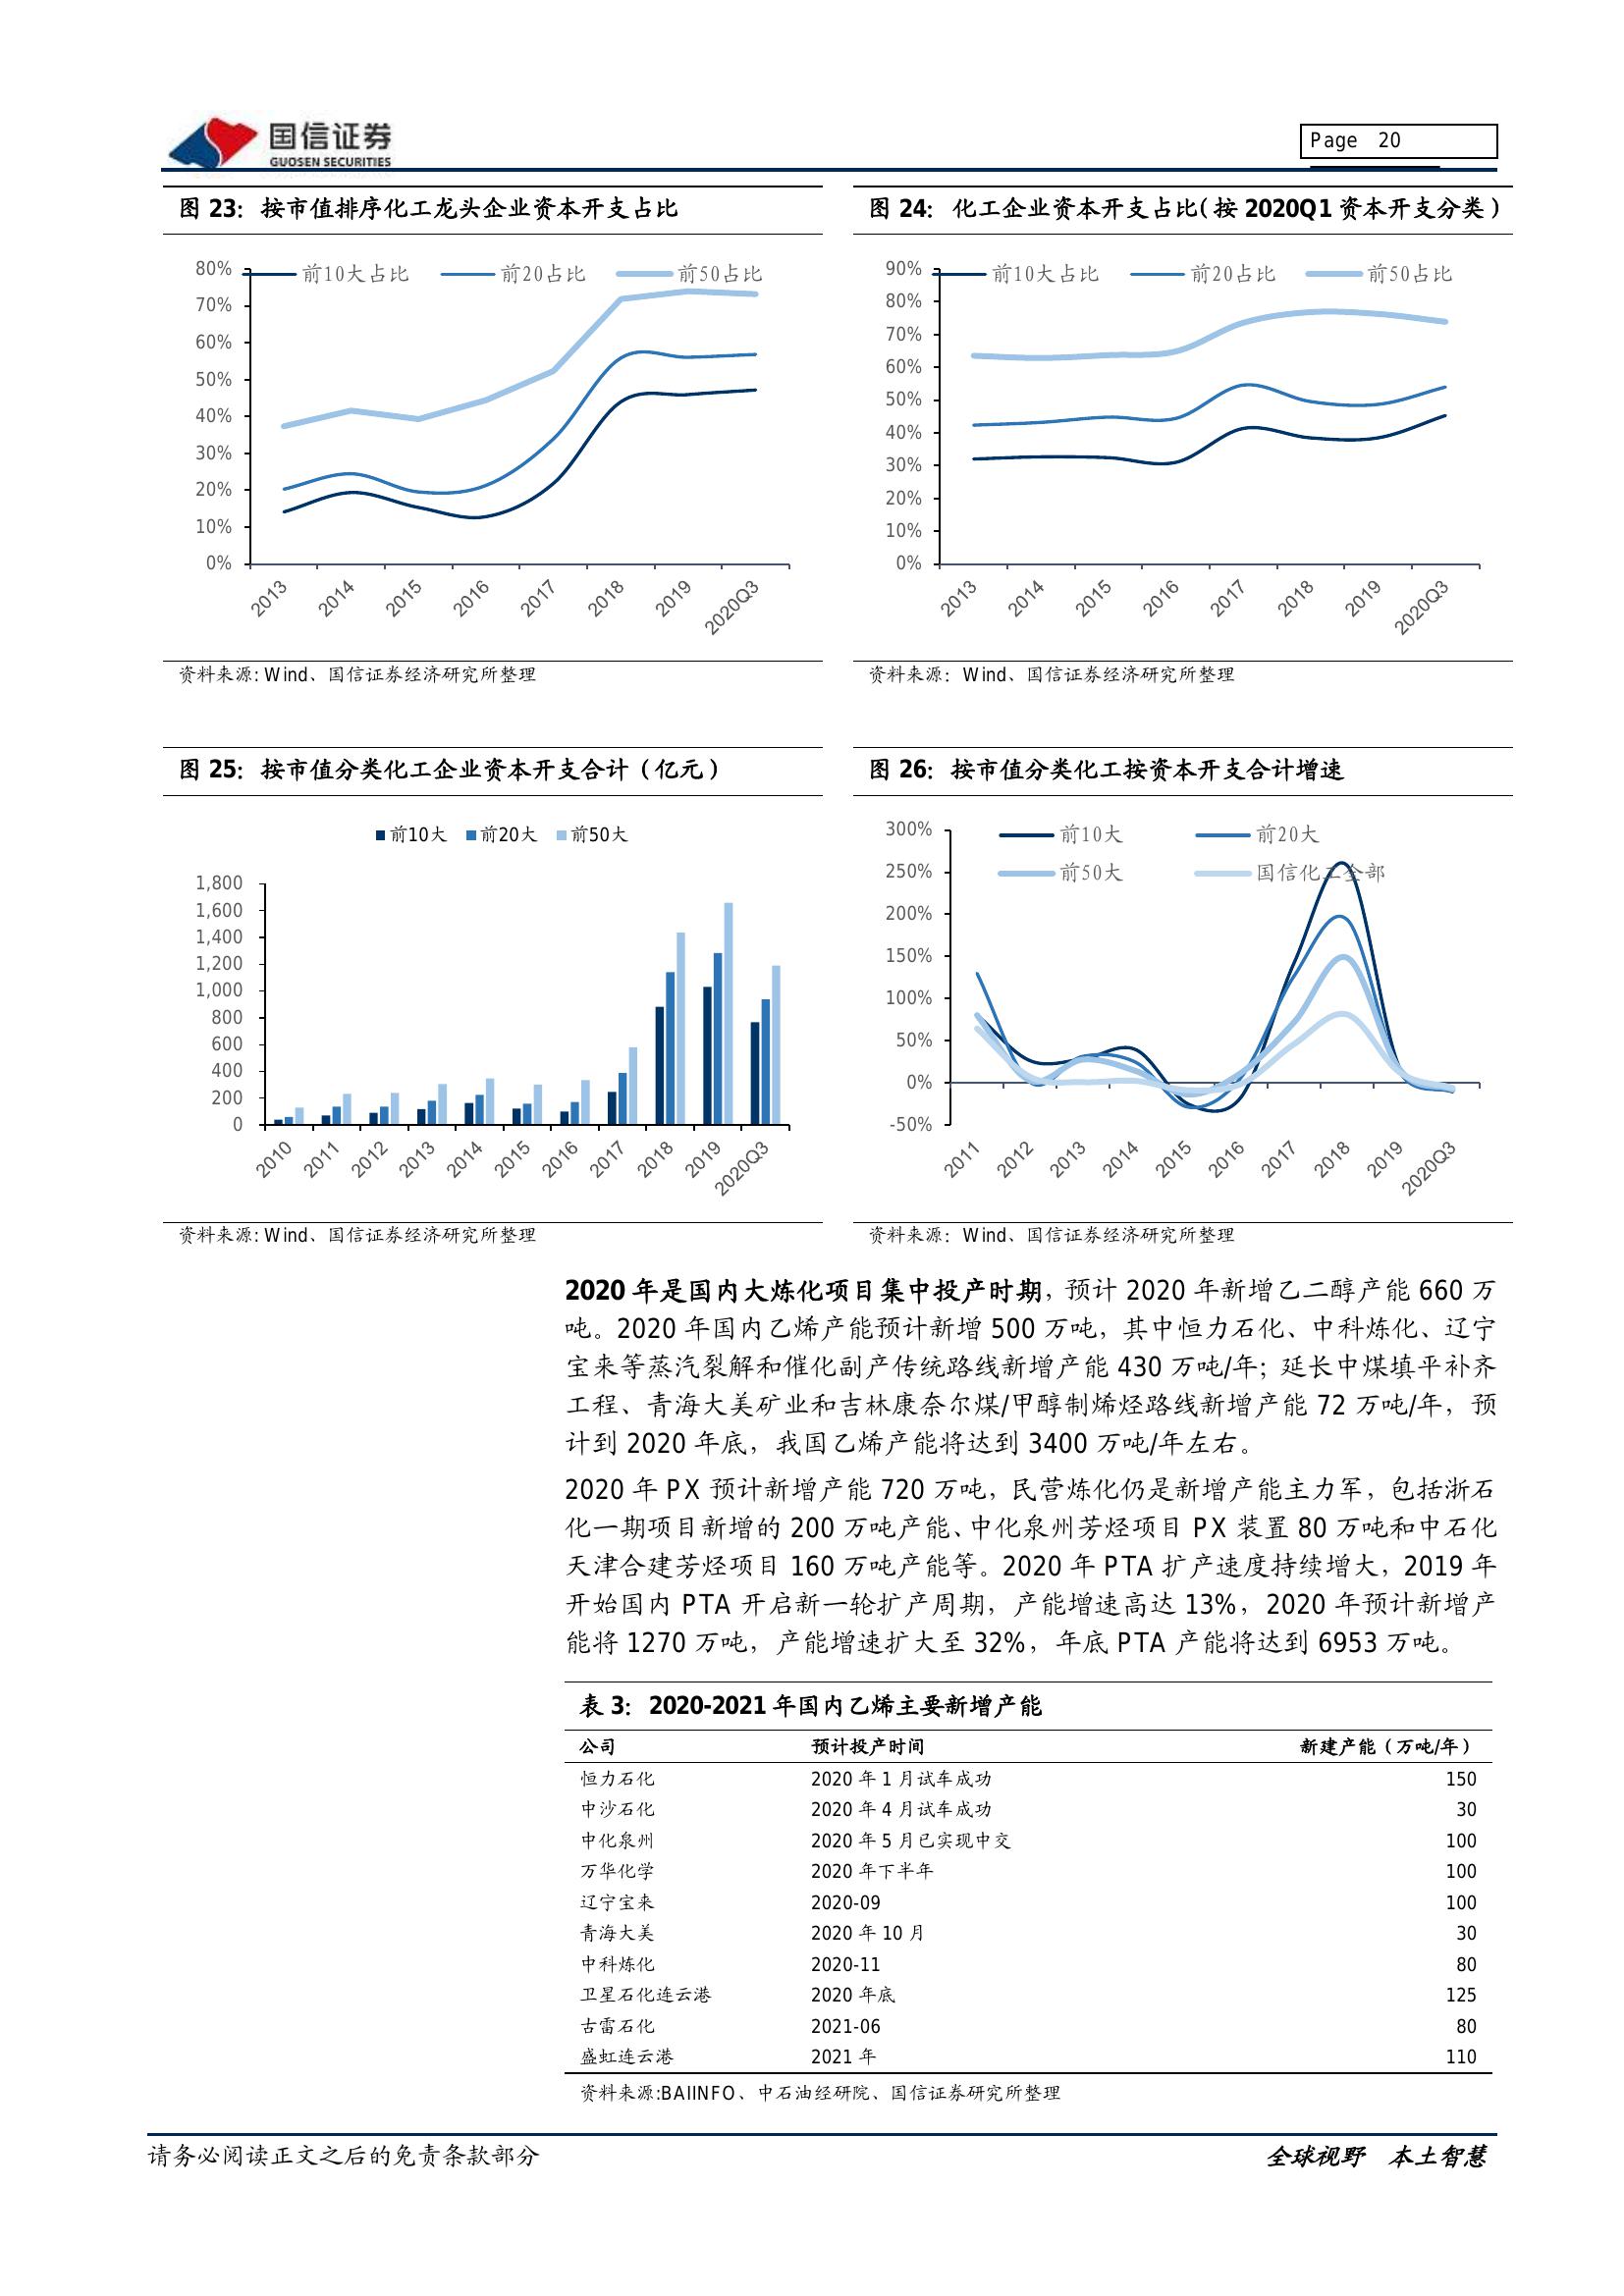 国信证券
GUOSEN SECURITIES
Page 20
图 23：按市值排序化工龙头企业资本开支占比
前10大占比 前20占比 前50占比
80%
70%
60%
50%
40%
30%
20%
10%
0%
2013 2014 2015 2016 2017 2018 2019 2020Q3
资料来源: Wind、国信证券经济研究所整理
图 24：化工企业资本开支占比(按 2020Q1 资本开支分类）
前10大占比 前20占比 前50占比
90%
80%
70%
60%
50%
40%
30%
20%
10%
0%
2013 2014 2015 2016 2017 2018 2019 2020Q3
资料来源：Wind、国信证券经济研究所整理
图 25：按市值分类化工企业资本开支合计（亿元）
前10大 前20大 前50大
1,800
1,600
1,400
1,200
1,000
800
600
400
200
0
2010 2011 2012 2013 2014 2015 2016 2017 2018 2019 2020Q3
资料来源: Wind、国信证券经济研究所整理
图 26：按市值分类化工按资本开支合计增速
前10大 前20大
前50大 国信化工全部
300%
250%
200%
150%
100%
50%
0%
-50%
2011 2012 2013 2014 2015 2016 2017 2018 2019 2020Q3
资料来源：Wind、国信证券经济研究所整理
2020 年是国内大炼化项目集中投产时期，预计 2020 年新增乙二醇产能 660 万
吨。2020 年国内乙烯产能预计新增 500 万吨，其中恒力石化、中科炼化、辽宁
宝来等蒸汽裂解和催化副产传统路线新增产能 430 万吨/年；延长中煤填平补齐
工程、青海大美矿业和吉林康奈尔煤/甲醇制烯烃路线新增产能 72 万吨/年，预
计到 2020 年底，我国乙烯产能将达到 3400 万吨/年左右。
2020 年 PX 预计新增产能 720 万吨，民营炼化仍是新增产能主力军，包括浙石
化一期项目新增的 200 万吨产能、中化泉州芳烃项目 PX 装置 80 万吨和中石化
天津合建芳烃项目 160 万吨产能等。2020 年 PTA 扩产速度持续增大，2019 年
开始国内 PTA 开启新一轮扩产周期，产能增速高达 13%，2020 年预计新增产
能将 1270 万吨，产能增速扩大至 32%，年底 PTA 产能将达到 6953 万吨。
表 3：2020-2021 年国内乙烯主要新增产能
公司 预计投产时间 新建产能（万吨/年）
恒力石化 2020 年 1 月试车成功 150
中沙石化 2020 年 4 月试车成功 30
中化泉州 2020 年 5 月已实现中交 100
万华化学 2020 年下半年 100
辽宁宝来 2020-09 100
青海大美 2020 年 10 月 30
中科炼化 2020-11 80
卫星石化连云港 2020 年底 125
古雷石化 2021-06 80
盛虹连云港 2021 年 110
资料来源:BAIINFO、中石油经研院、国信证券研究所整理
请务必阅读正文之后的免责条款部分
全球视野 本土智慧